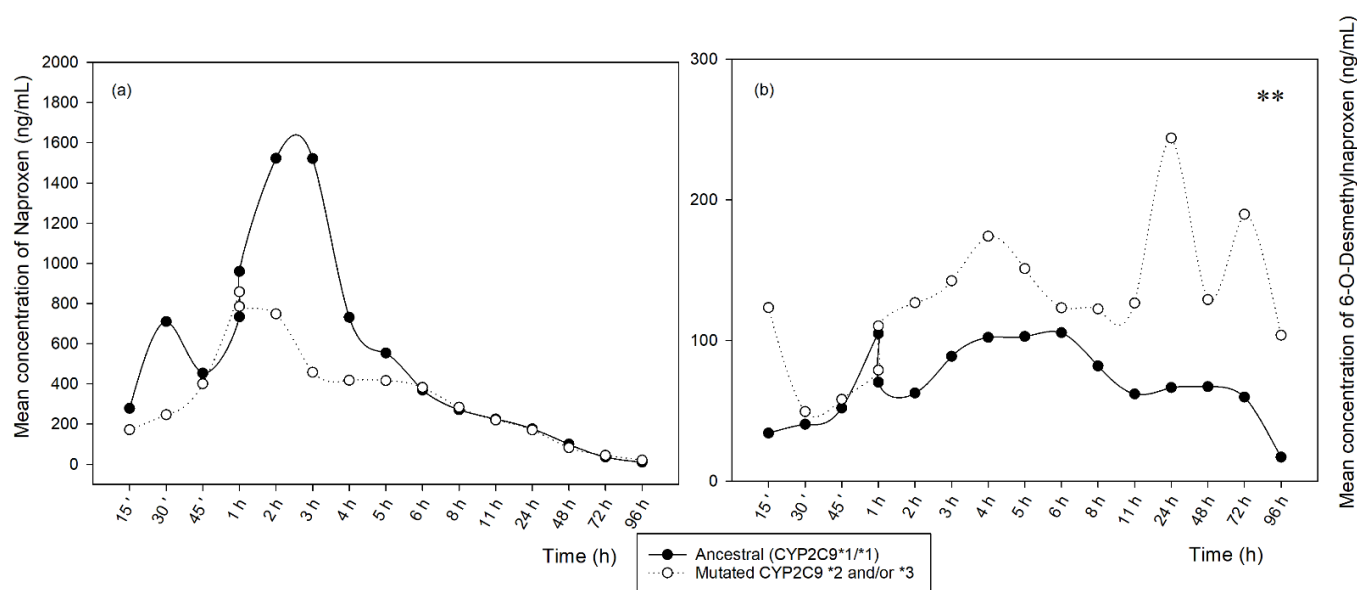 Mean concentration of Naproxen (ng/mL)
2000
1800
1600
1400
1200
1000
800
600
400
200
0
(a)
15 '
30 '
45 '
1 h
2 h
3 h
4 h
5 h
6 h
8 h
11 h
24 h
48 h
72 h
96 h
Time (h)
300
200
100
0
(b)
**
15 '
30 '
45 '
1 h
2 h
3 h
4 h
5 h
6 h
8 h
11 h
24 h
48 h
72 h
96 h
Time (h)
Mean concentration of 6-O-Desmethylnaproxen (ng/mL)
Ancestral (CYP2C9*1/*1)
Mutated CYP2C9 *2 and/or *3